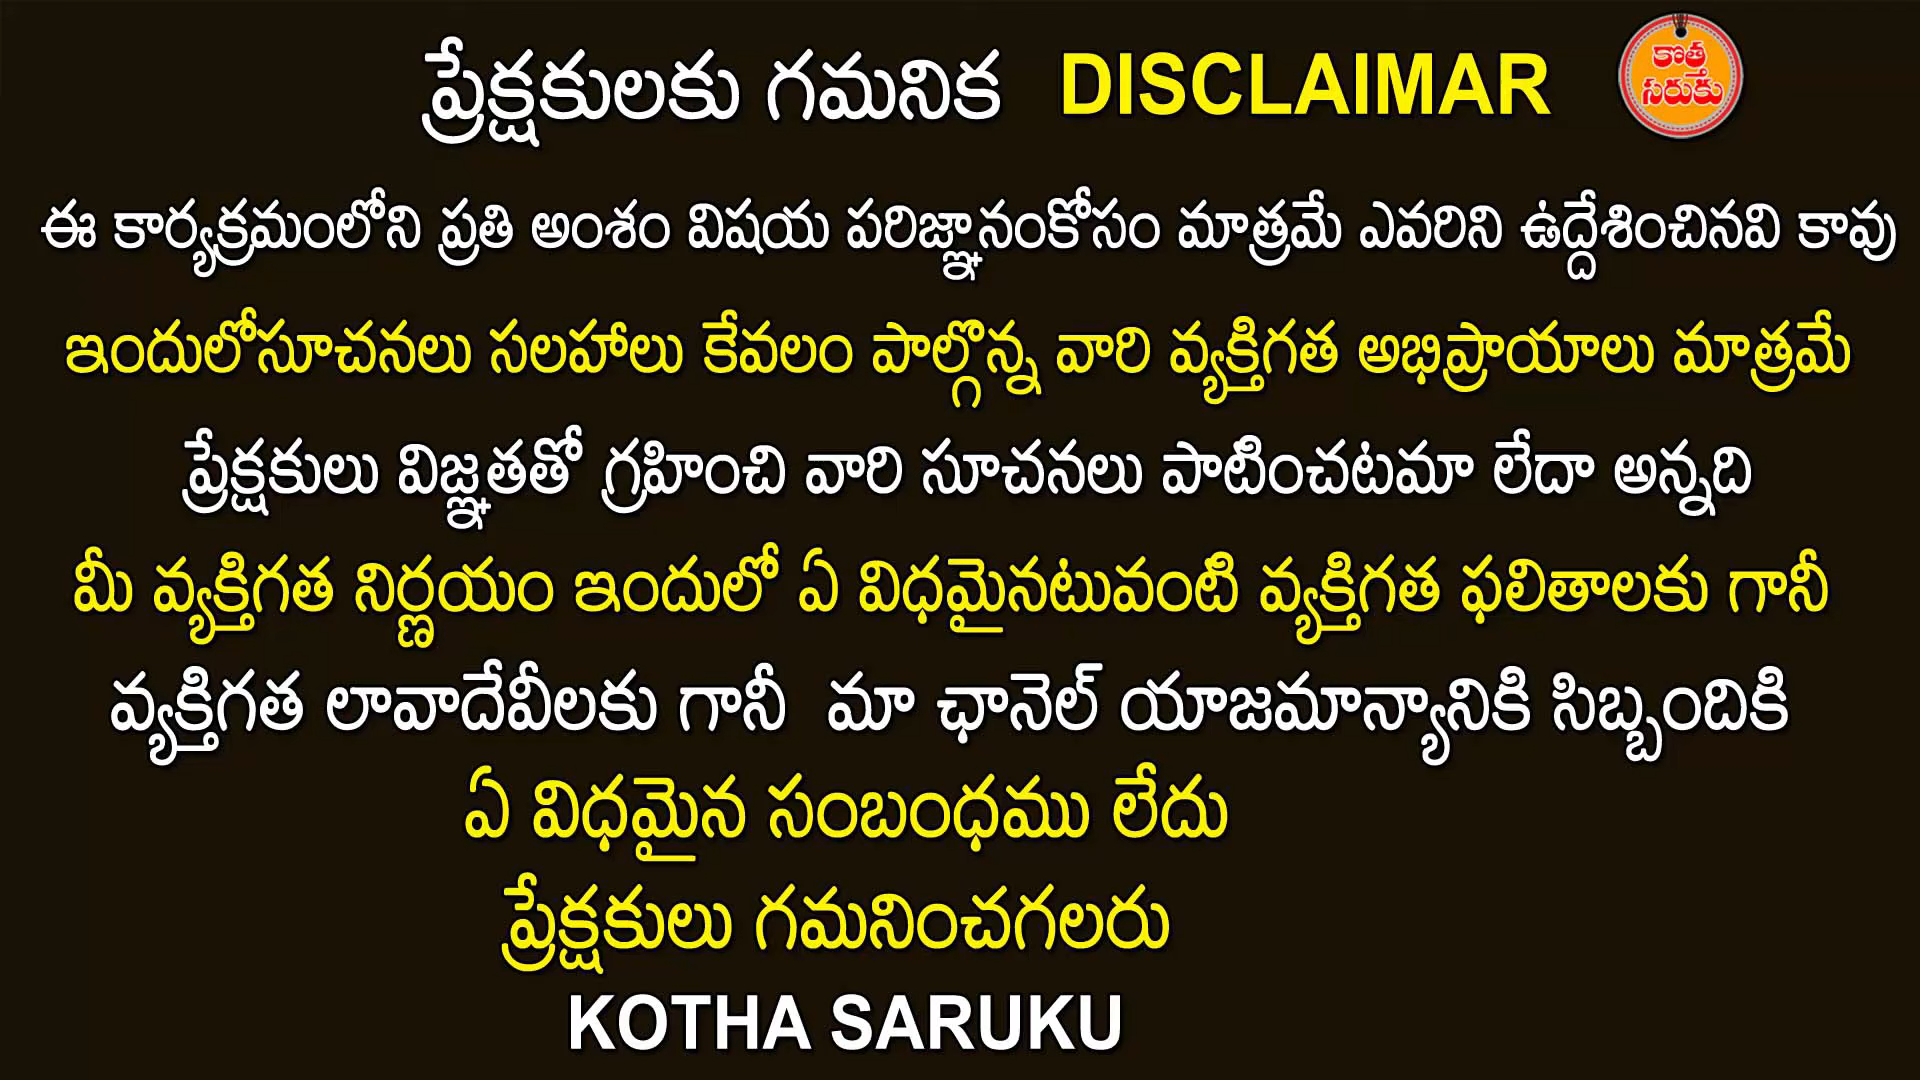 ప్రేక్షకులకు గమనిక DISCLAIMAR
కొత్త
సరుకు
ఈ కార్యక్రమంలోని ప్రతి అంశం విషయ పరిజ్ఞానంకోసం మాత్రమే ఎవరిని ఉద్దేశించినవి కావు
ఇందులోసూచనలు సలహాలు కేవలం పాల్గొన్న వారి వ్యక్తిగత అభిప్రాయాలు మాత్రమే
ప్రేక్షకులు విజ్ఞతతో గ్రహించి వారి సూచనలు పాటించటమా లేదా అన్నది
మీ వ్యక్తిగత నిర్ణయం ఇందులో ఏ విధమైనటువంటి వ్యక్తిగత ఫలితాలకు గానీ
వ్యక్తిగత లావాదేవీలకు గానీ మా ఛానెల్ యాజమాన్యానికి సిబ్బందికి
ఏ విధమైన సంబంధము లేదు
ప్రేక్షకులు గమనించగలరు
KOTHA SARUKU